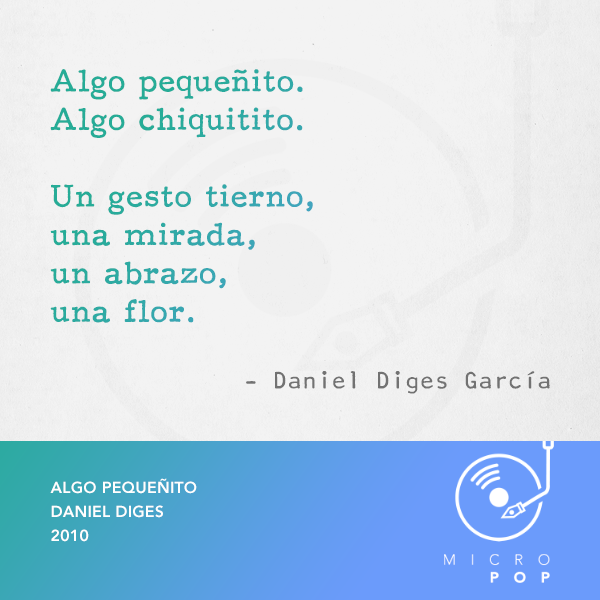 Algo pequeñito.
Algo chiquitito.
Un gesto tierno,
una mirada,
un abrazo,
una flor.
– Daniel Diges García
ALGO PEQUEÑITO
DANIEL DIGES
2010
MICRO
POP